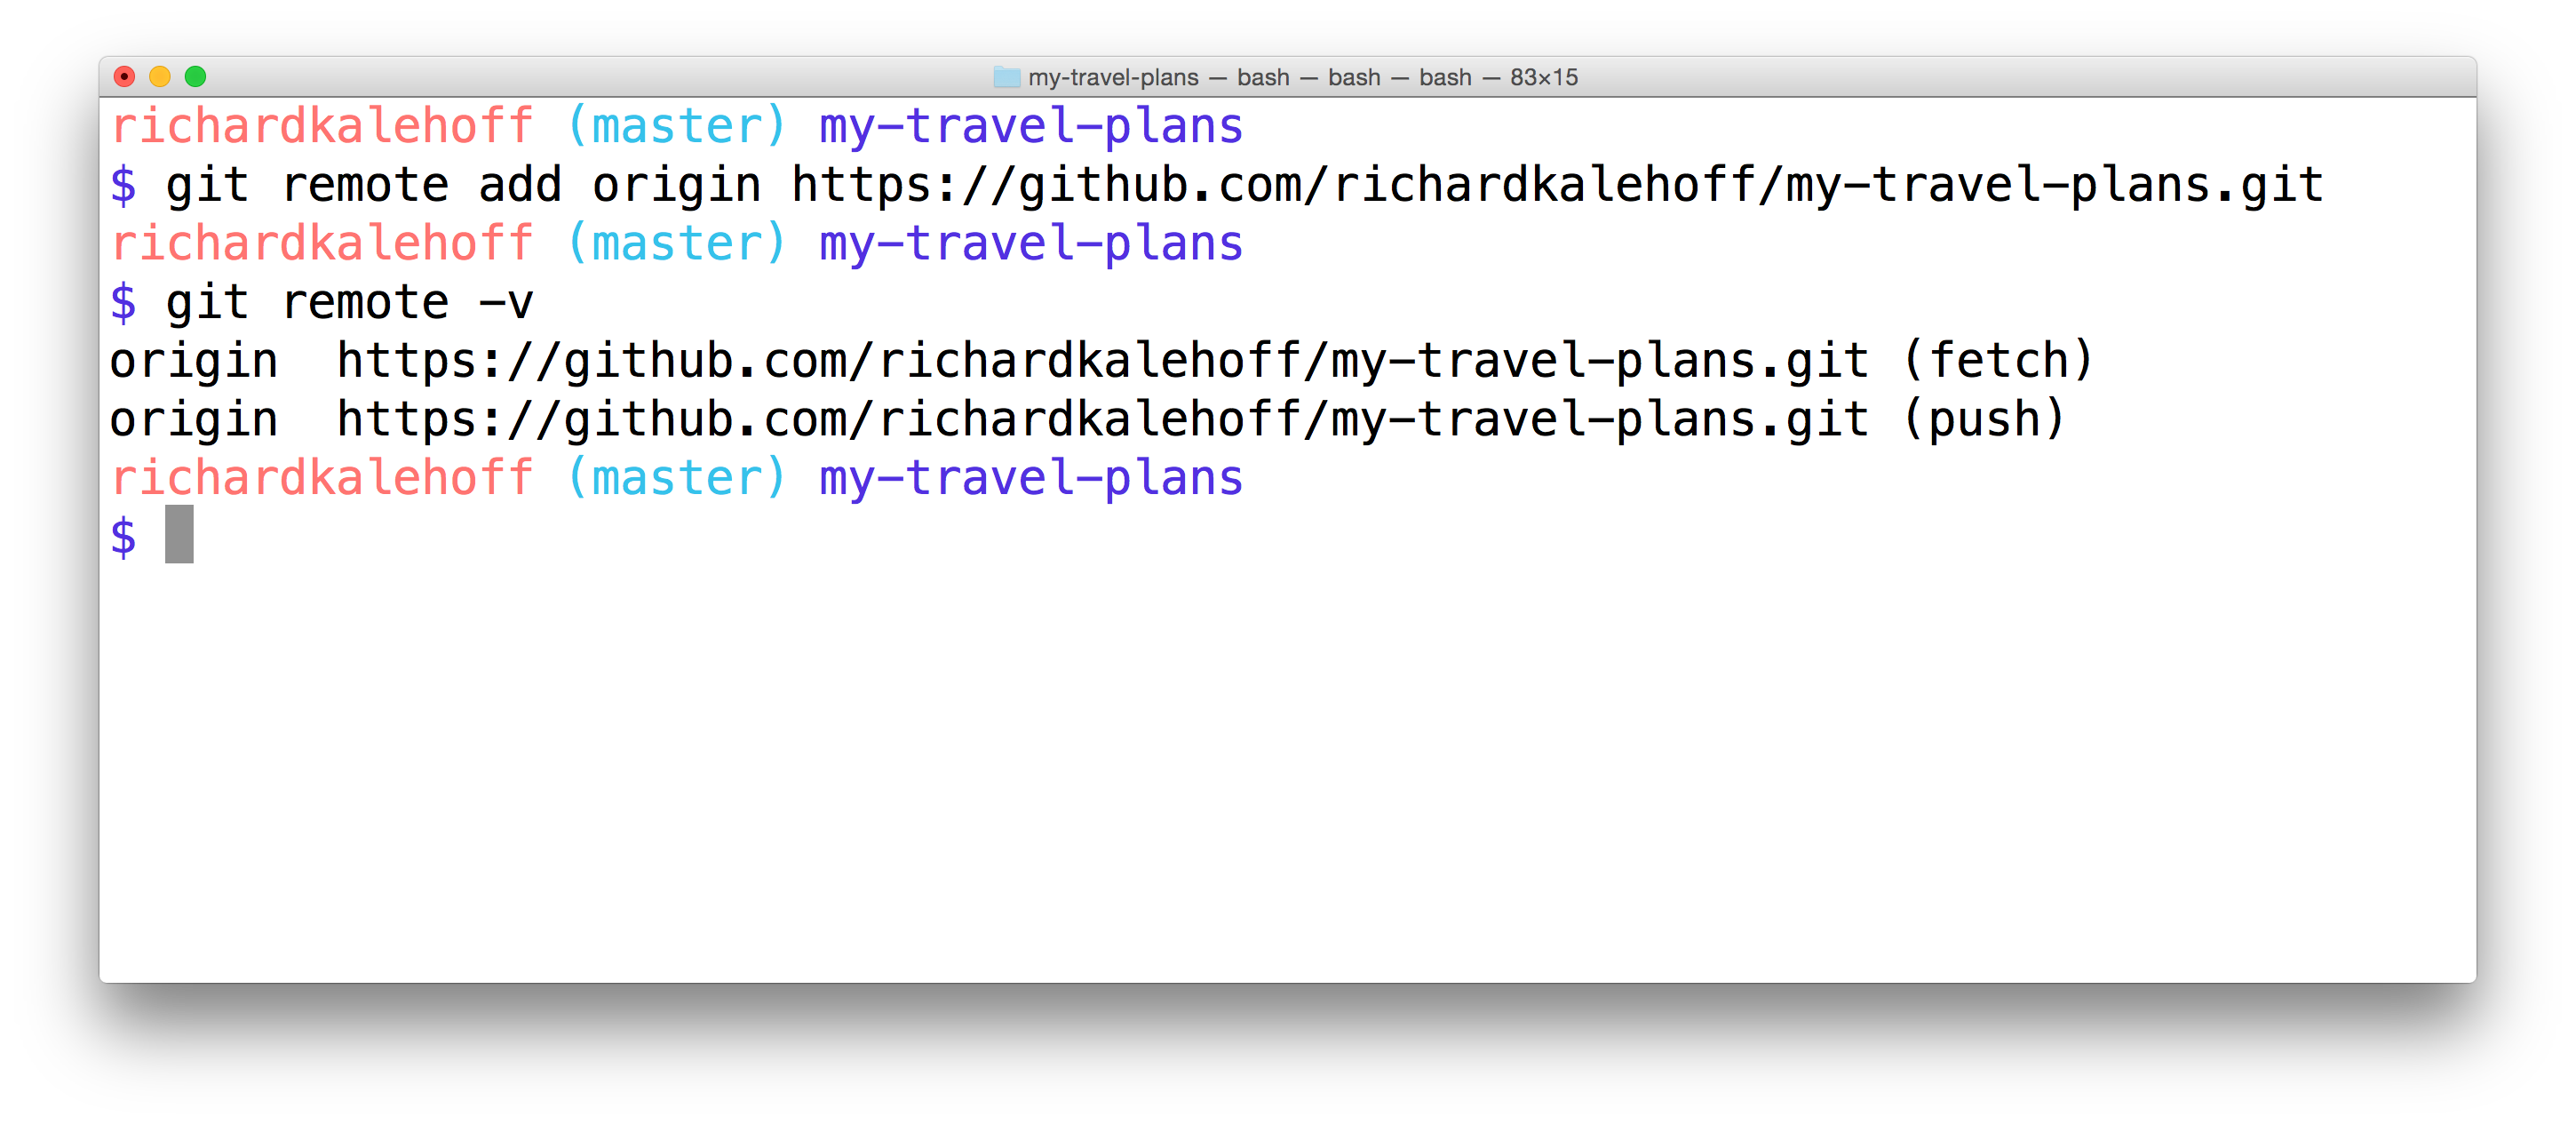 my-travel-plans — bash — bash — bash — 83×15
richardkalehoff (master) my-travel-plans
$ git remote add origin https://github.com/richardkalehoff/my-travel-plans.git
richardkalehoff (master) my-travel-plans
$ git remote -v
origin  https://github.com/richardkalehoff/my-travel-plans.git (fetch)
origin  https://github.com/richardkalehoff/my-travel-plans.git (push)
richardkalehoff (master) my-travel-plans
$